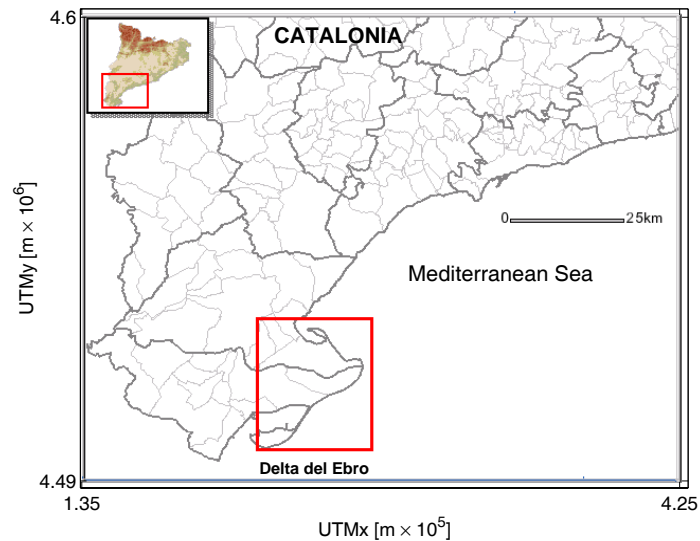 4.6
CATALONIA
UTMy [m × 10⁶]
0 25km
Mediterranean Sea
Delta del Ebro
4.49
1.35
4.25
UTMx [m × 10⁵]